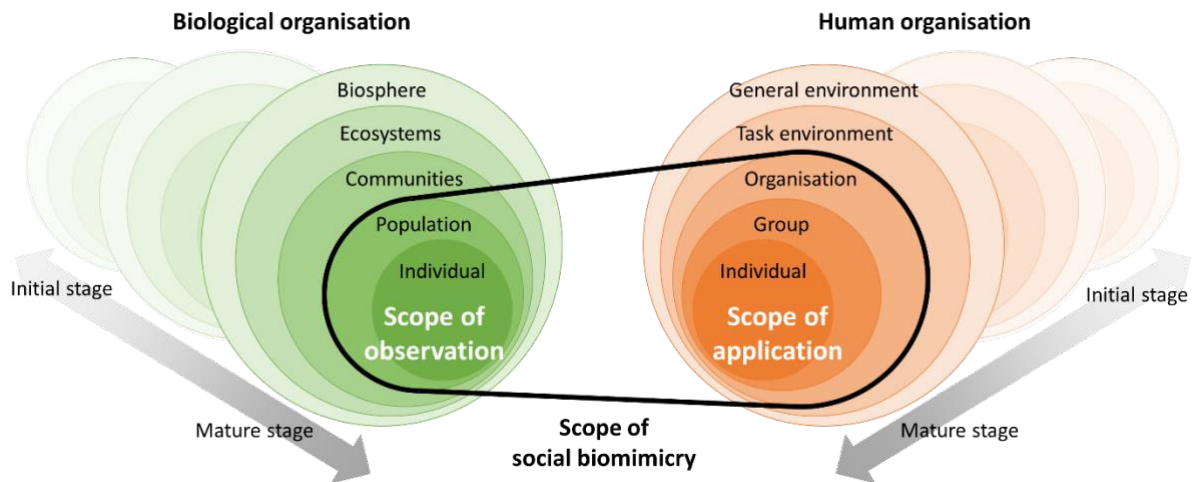 Biological organisation
Human organisation
Biosphere
Ecosystems
Communities
Population
Individual
Scope of
observation
General environment
Task environment
Organisation
Group
Individual
Scope of
application
Initial stage
Mature stage
Initial stage
Mature stage
Scope of
social biomimicry